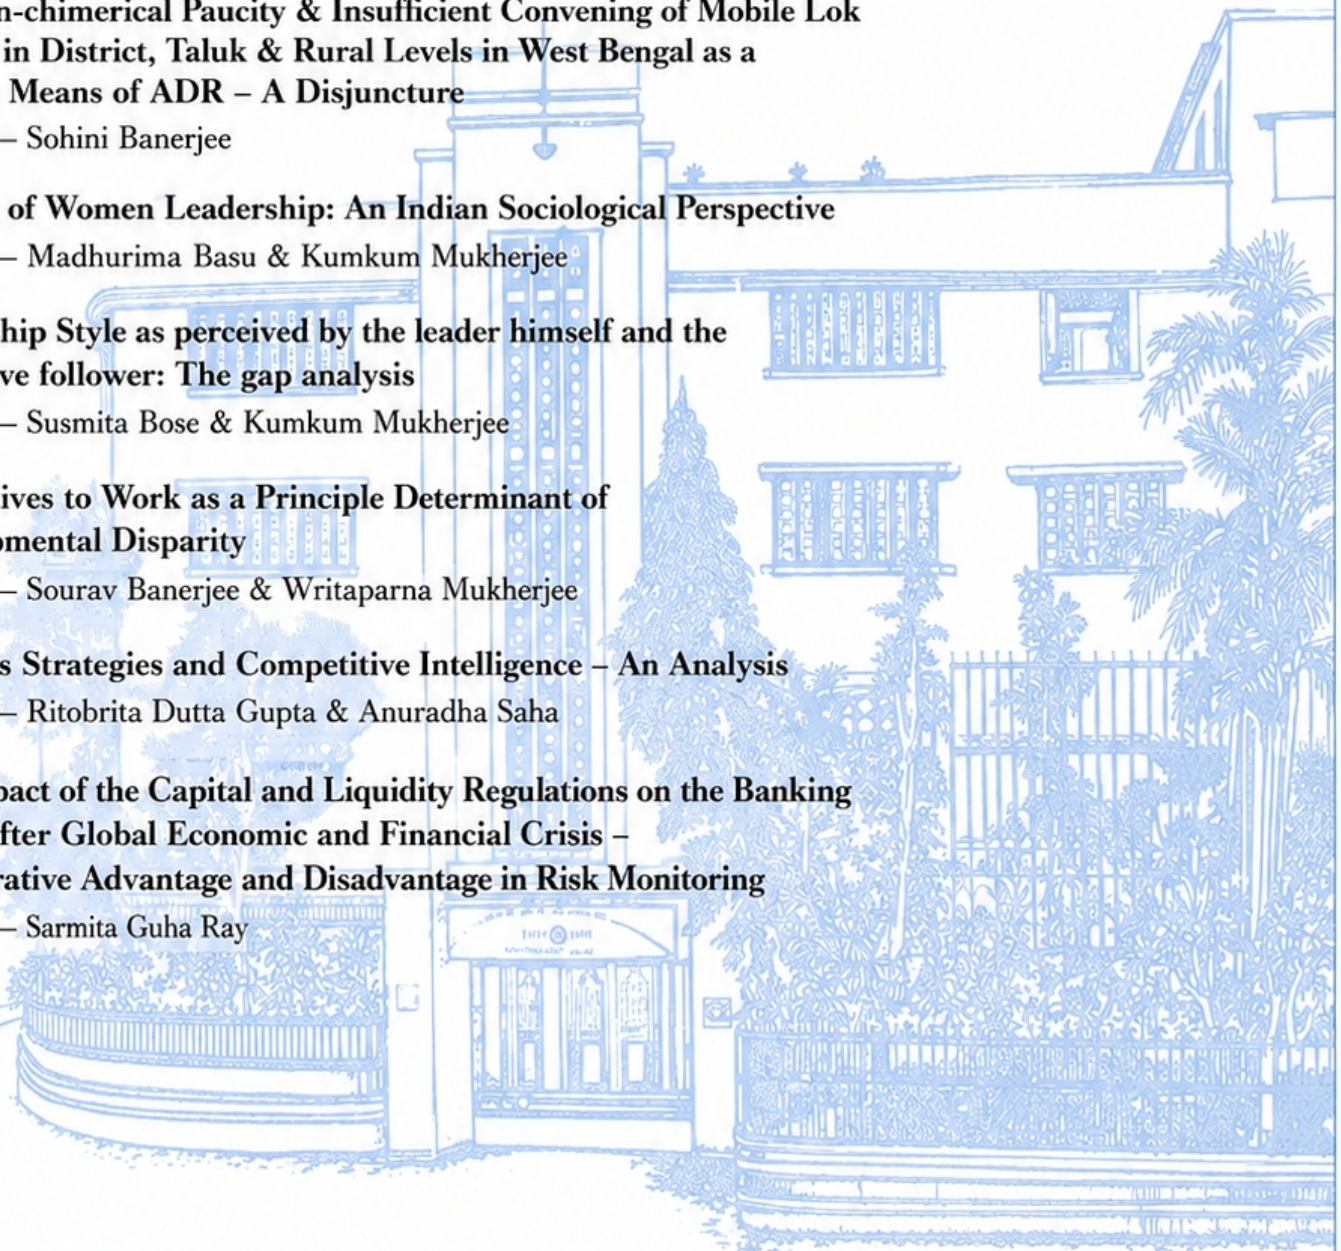 n-chimerical Paucity & Insufficient Convening of Mobile Lok
in District, Taluk & Rural Levels in West Bengal as a
Means of ADR – A Disjuncture
– Sohini Banerjee
of Women Leadership: An Indian Sociological Perspective
– Madhurima Basu & Kumkum Mukherjee
hip Style as perceived by the leader himself and the
ve follower: The gap analysis
– Susmita Bose & Kumkum Mukherjee
ives to Work as a Principle Determinant of
pmental Disparity
– Sourav Banerjee & Writaparna Mukherjee
s Strategies and Competitive Intelligence – An Analysis
– Ritobrita Dutta Gupta & Anuradha Saha
pact of the Capital and Liquidity Regulations on the Banking
fter Global Economic and Financial Crisis –
rative Advantage and Disadvantage in Risk Monitoring
– Sarmita Guha Ray